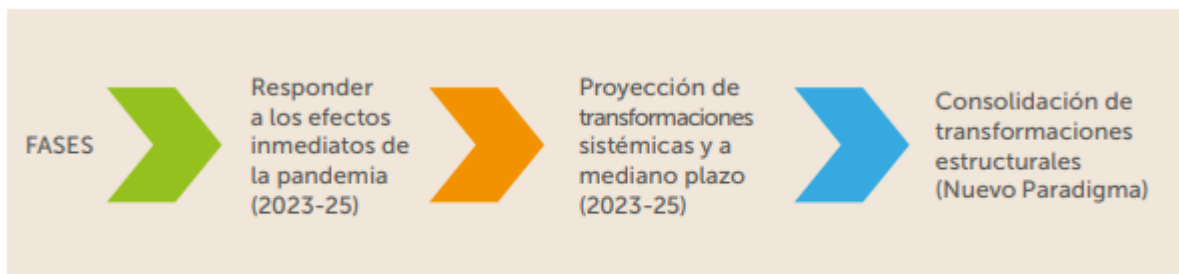 FASES
Responder
a los efectos
inmediatos de
la pandemia
(2023-25)
Proyección de
transformaciones
sistémicas y a
mediano plazo
(2023-25)
Consolidación de
transformaciones
estructurales
(Nuevo Paradigma)